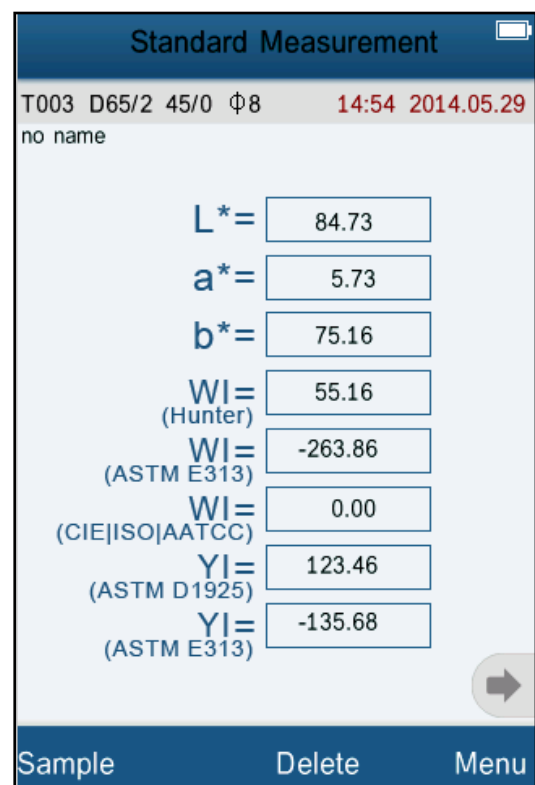 Standard Measurement
T003 D65/2 45/0 Φ8 14:54 2014.05.29
no name
L*= 84.73
a*= 5.73
b*= 75.16
WI= 55.16
(Hunter)
WI= -263.86
(ASTM E313)
WI= 0.00
(CIE|ISO|AATCC)
YI= 123.46
(ASTM D1925)
YI= -135.68
(ASTM E313)
Sample Delete Menu